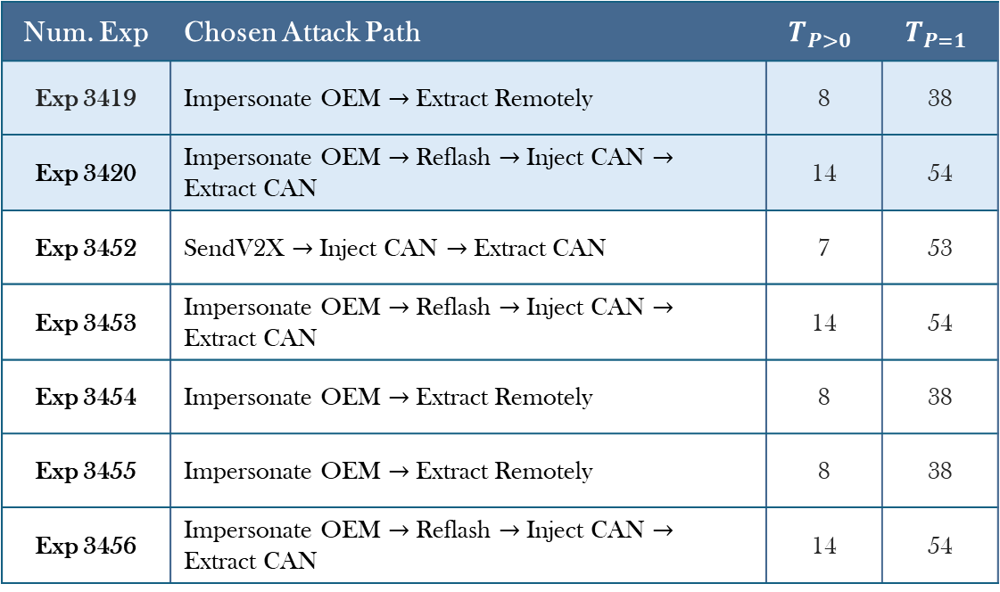 Num. Exp Chosen Attack Path T P>0 T P=1
Exp 3419 Impersonate OEM → Extract Remotely 8 38
Exp 3420 Impersonate OEM → Reflash → Inject CAN → 14 54
Extract CAN
Exp 3452 SendV2X → Inject CAN → Extract CAN 7 53
Exp 3453 Impersonate OEM → Reflash → Inject CAN → 14 54
Extract CAN
Exp 3454 Impersonate OEM → Extract Remotely 8 38
Exp 3455 Impersonate OEM → Extract Remotely 8 38
Exp 3456 Impersonate OEM → Reflash → Inject CAN → 14 54
Extract CAN